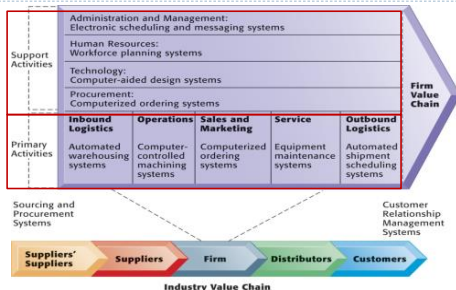 Support
Activities
Administration and Management:
Electronic scheduling and messaging systems
Human Resources:
Workforce planning systems
Technology:
Computer-aided design systems
Procurement:
Computerized ordering systems
Firm
Value
Chain
Primary
Activities
Inbound
Logistics
Automated
warehousing
systems
Operations
Computer-
controlled
machining
systems
Sales and
Marketing
Computerized
ordering
systems
Service
Equipment
maintenance
systems
Outbound
Logistics
Automated
shipment
scheduling
systems
Sourcing and
Procurement
Systems
Customer
Relationship
Management
Systems
Suppliers'
Suppliers
Suppliers
Firm
Distributors
Customers
Industry Value Chain